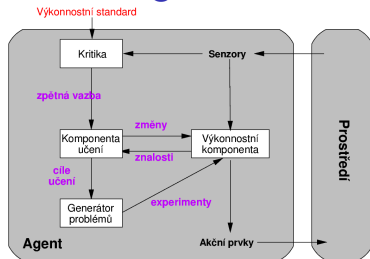 Výkonnostní standard
Kritika
Senzory
zpětná vazba
Komponenta
učení
změny
znalosti
Výkonnostní
komponenta
cíle
učení
Generátor
problémů
experimenty
Agent
Akční prvky
Prostředí